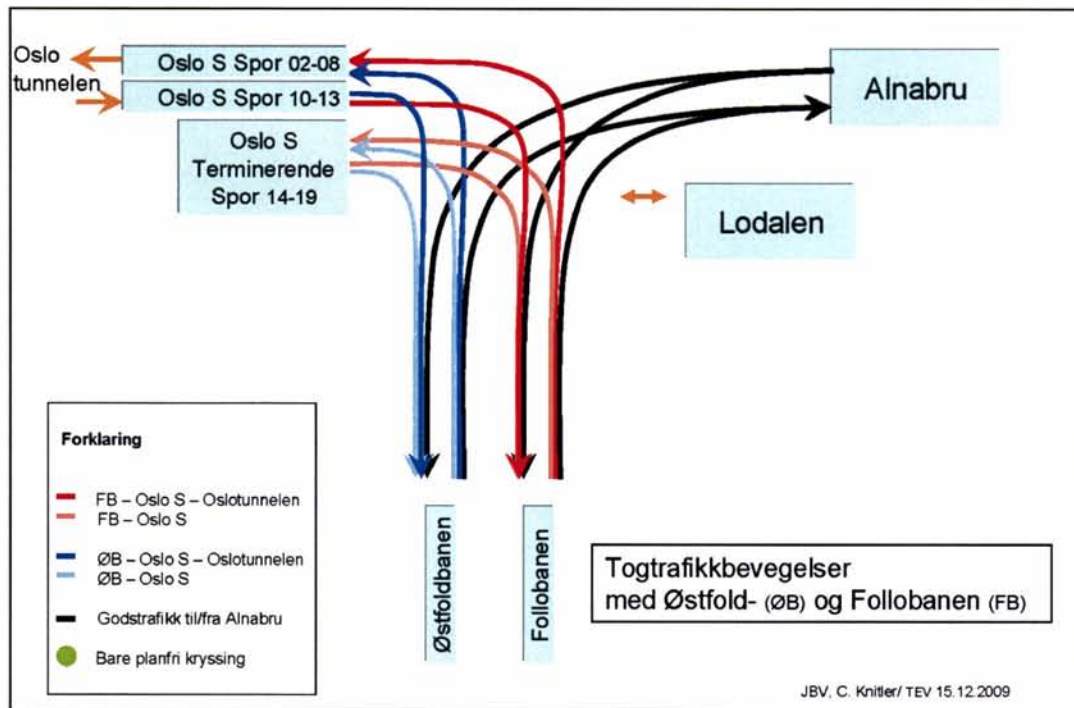 Oslo
tunnelen
Oslo S Spor 02-08
Oslo S Spor 10-13
Oslo S
Terminerende
Spor 14-19
Alnabru
Lodalen
Forklaring
FB – Oslo S – Oslotunnelen
FB – Oslo S
ØB – Oslo S – Oslotunnelen
ØB – Oslo S
Godstrafikk til/fra Alnabru
Bare planfri kryssing
Østfoldbanen
Follobanen
Togtrafikkbevegelser
med Østfold- (ØB) og Follobanen (FB)
JBV, C. Knitler/ TEV 15.12.2009